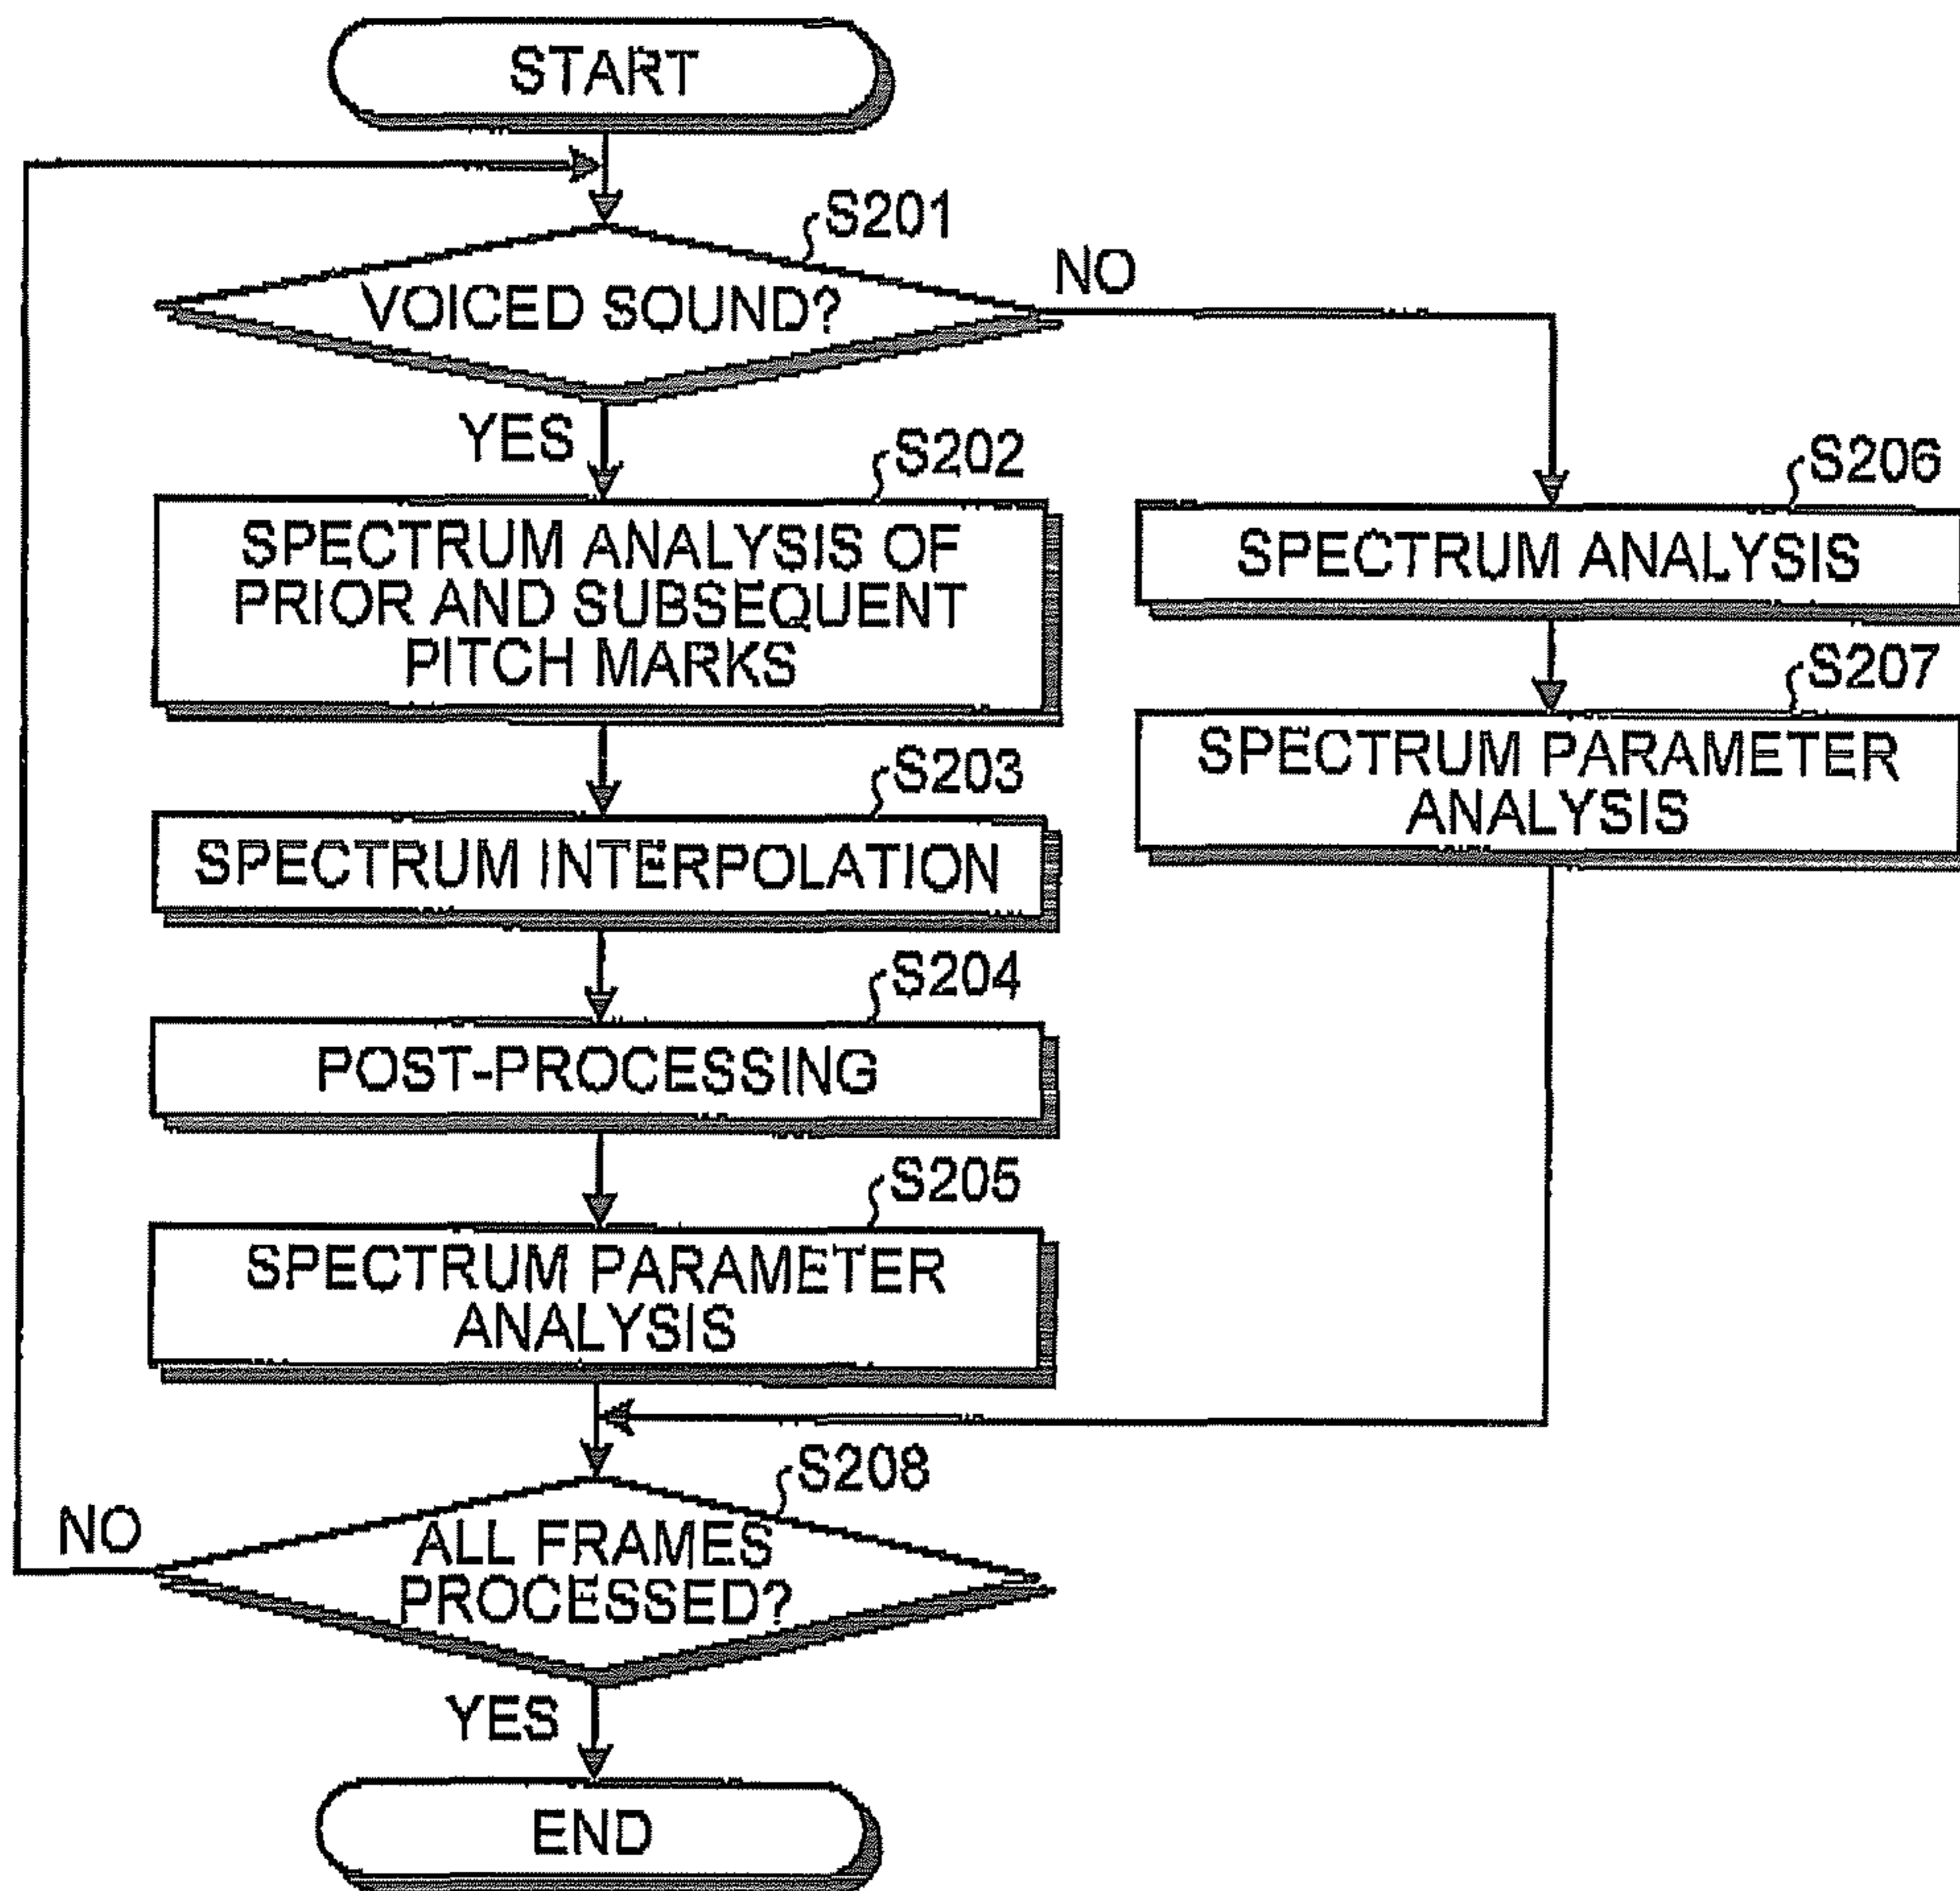 START
S201
VOICED SOUND?
NO
YES
S202
SPECTRUM ANALYSIS OF
PRIOR AND SUBSEQUENT
PITCH MARKS
S206
SPECTRUM ANALYSIS
S207
SPECTRUM PARAMETER
ANALYSIS
S203
SPECTRUM INTERPOLATION
S204
POST-PROCESSING
S205
SPECTRUM PARAMETER
ANALYSIS
S208
NO
ALL FRAMES
PROCESSED?
YES
END